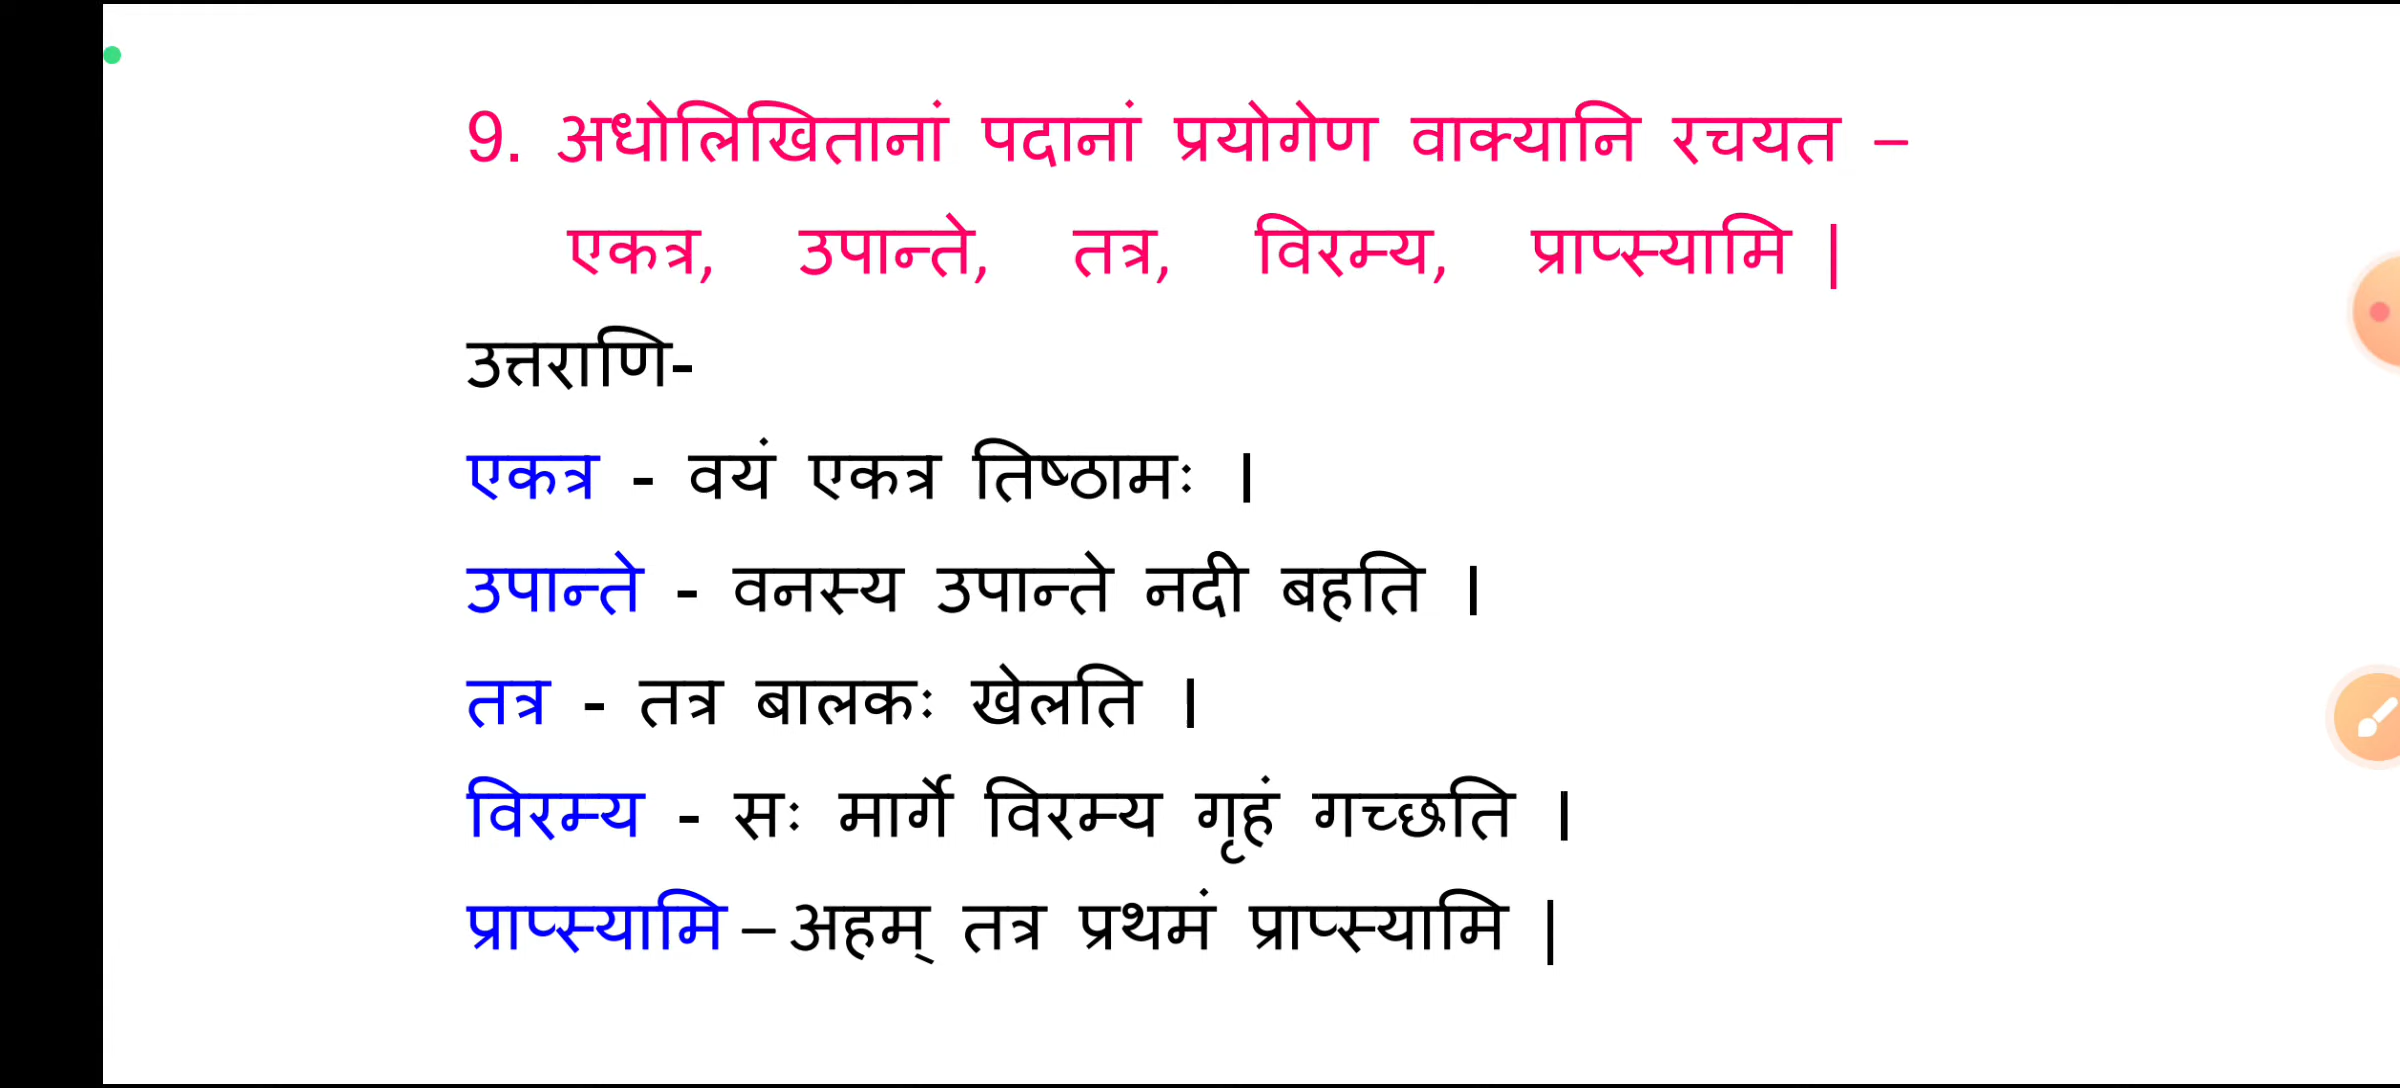 9. अधोलिखितानां पदानां प्रयोगेण वाक्यानि रचयत –
एकत्र, उपान्ते, तत्र, विरम्य, प्राप्स्यामि |
उत्तराणि-
एकत्र - वयं एकत्र तिष्ठामः ।
उपान्ते - वनस्य उपान्ते नदी बहति ।
तत्र - तत्र बालकः खेलति ।
विरम्य - सः मार्गे विरम्य गृहं गच्छति ।
प्राप्स्यामि – अहम् तत्र प्रथमं प्राप्स्यामि |